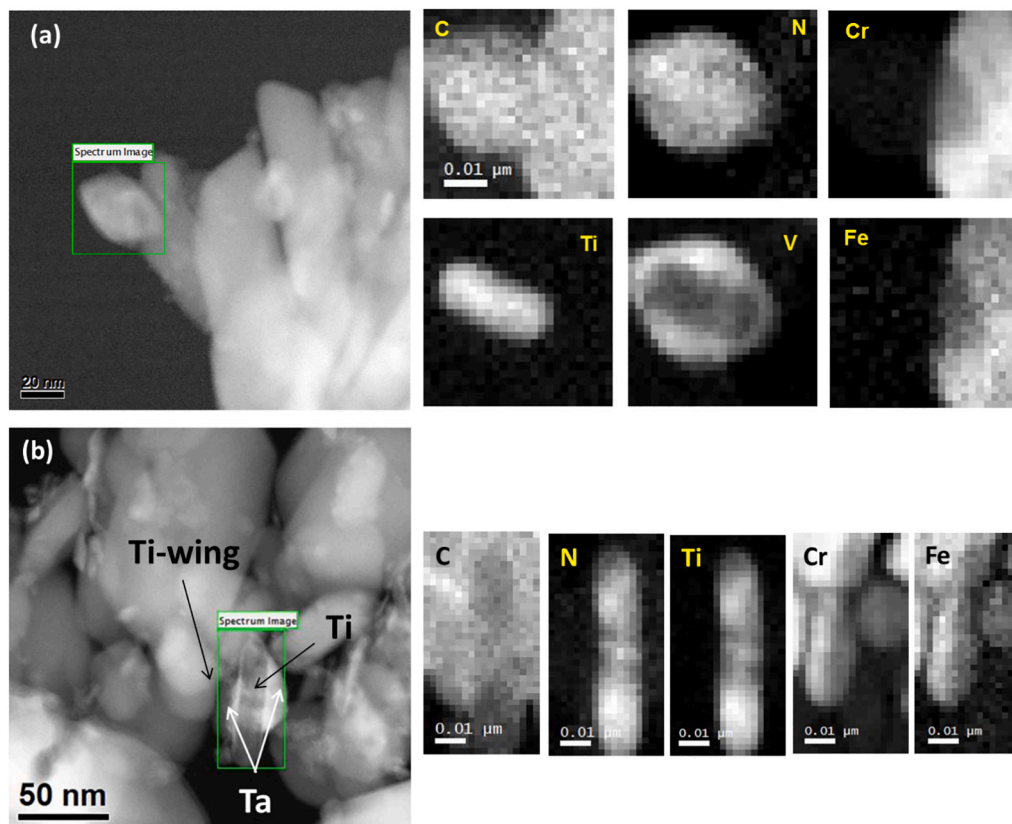 (a)
Spectrum Image
20 nm
C
0.01 µm
N
Cr
Ti
V
Fe
(b)
Ti-wing
Spectrum Image
Ti
Ta
50 nm
C
0.01 µm
N
0.01 µm
Ti
0.01 µm
Cr
0.01 µm
Fe
0.01 µm